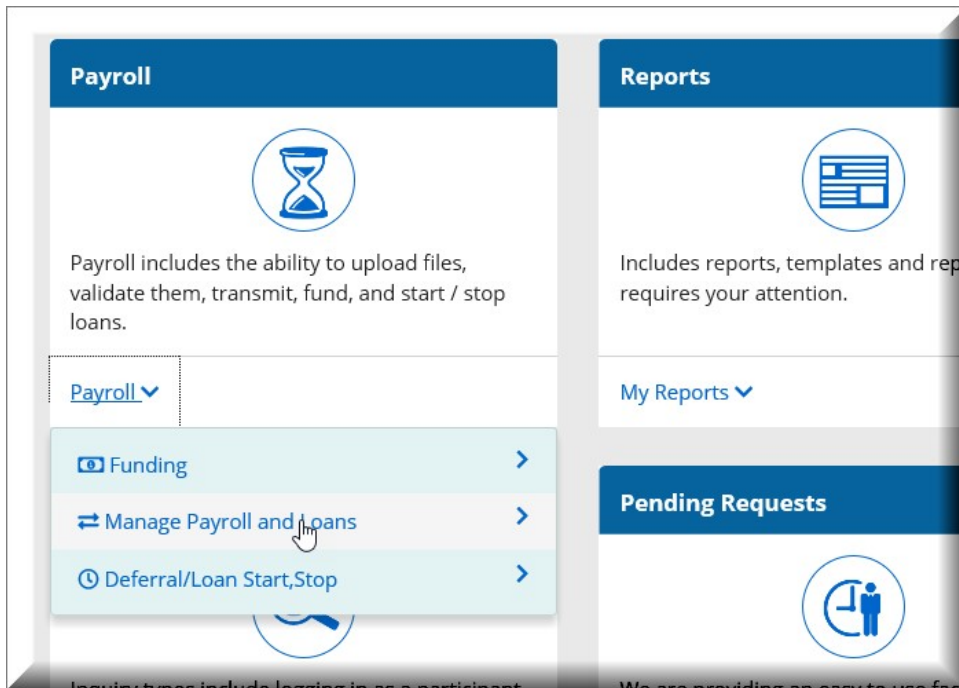 Payroll
Payroll includes the ability to upload files,
validate them, transmit, fund, and start / stop
loans.
Payroll
Funding
Manage Payroll and Loans
Deferral/Loan Start,Stop
Reports
Includes reports, templates and
requires your attention.
My Reports
Pending Requests